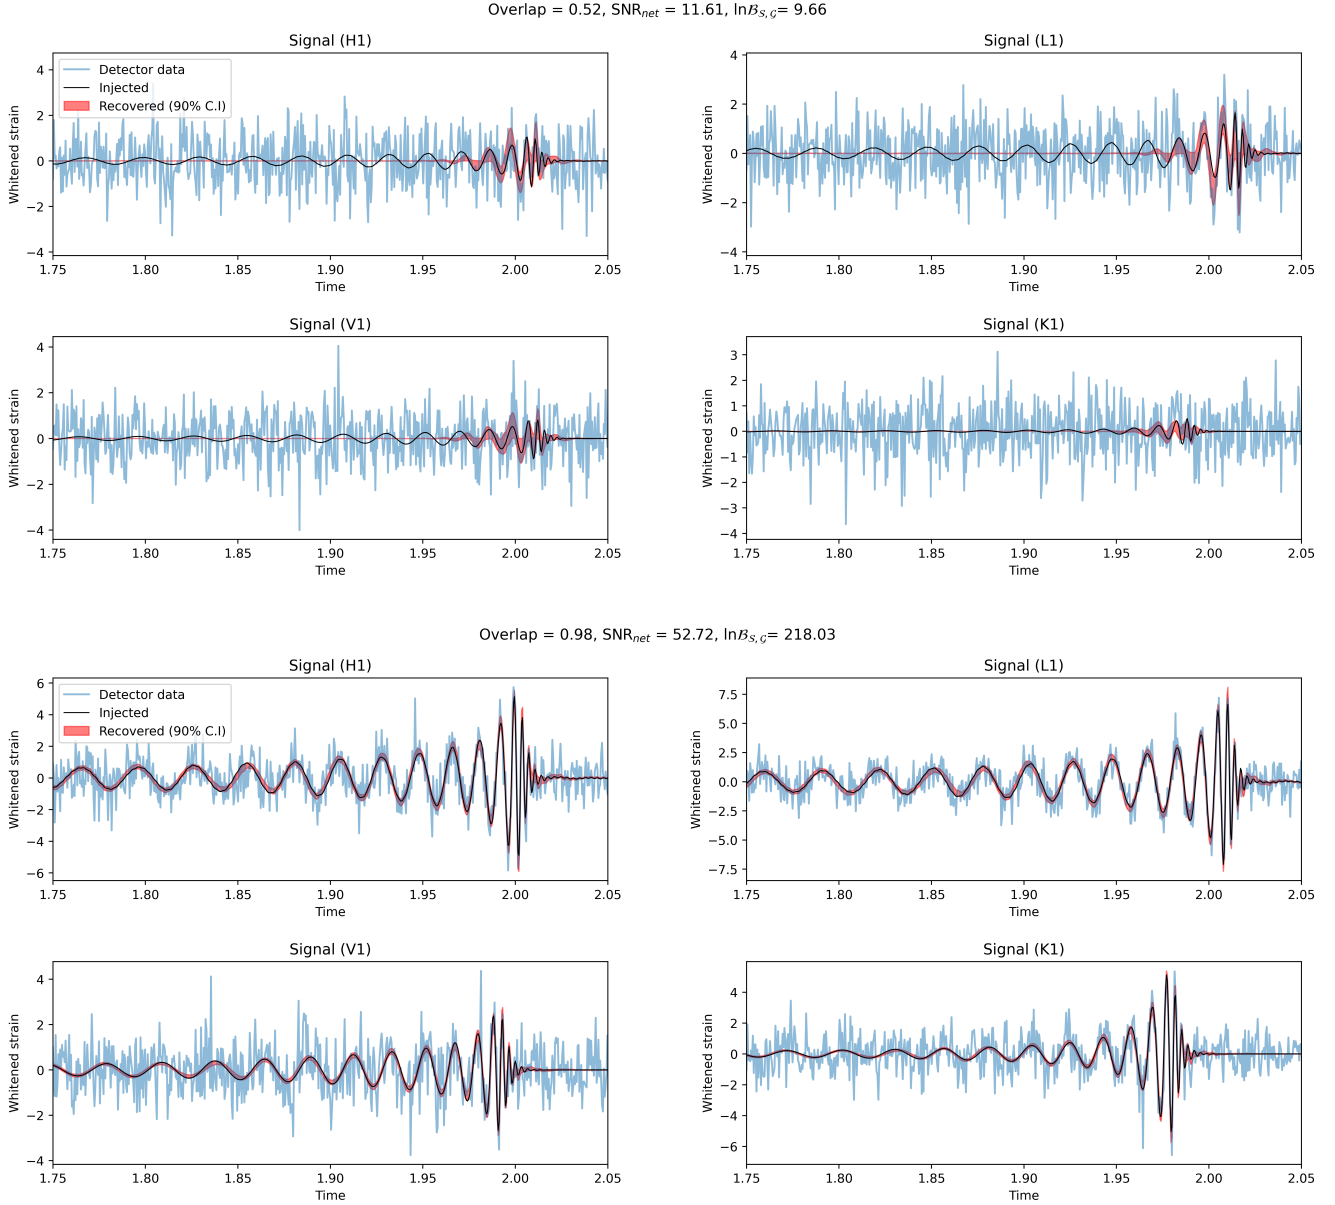 Overlap = 0.52, SNR_net = 11.61, lnℬ_S,𝒢 = 9.66
Signal (H1)
Signal (L1)
Detector data
Injected
Recovered (90% C.I)
Whitened strain
4
2
0
−2
−4
1.75 1.80 1.85 1.90 1.95 2.00 2.05
Time
Whitened strain
4
2
0
−2
−4
1.75 1.80 1.85 1.90 1.95 2.00 2.05
Time
Signal (V1)
Signal (K1)
Whitened strain
4
2
0
−2
−4
1.75 1.80 1.85 1.90 1.95 2.00 2.05
Time
Whitened strain
3
2
1
0
−1
−2
−3
−4
1.75 1.80 1.85 1.90 1.95 2.00 2.05
Time
Overlap = 0.98, SNR_net = 52.72, lnℬ_S,𝒢 = 218.03
Signal (H1)
Signal (L1)
Detector data
Injected
Recovered (90% C.I)
Whitened strain
6
4
2
0
−2
−4
−6
1.75 1.80 1.85 1.90 1.95 2.00 2.05
Time
Whitened strain
7.5
5.0
2.5
0.0
−2.5
−5.0
−7.5
1.75 1.80 1.85 1.90 1.95 2.00 2.05
Time
Signal (V1)
Signal (K1)
Whitened strain
4
2
0
−2
−4
1.75 1.80 1.85 1.90 1.95 2.00 2.05
Time
Whitened strain
4
2
0
−2
−4
−6
1.75 1.80 1.85 1.90 1.95 2.00 2.05
Time